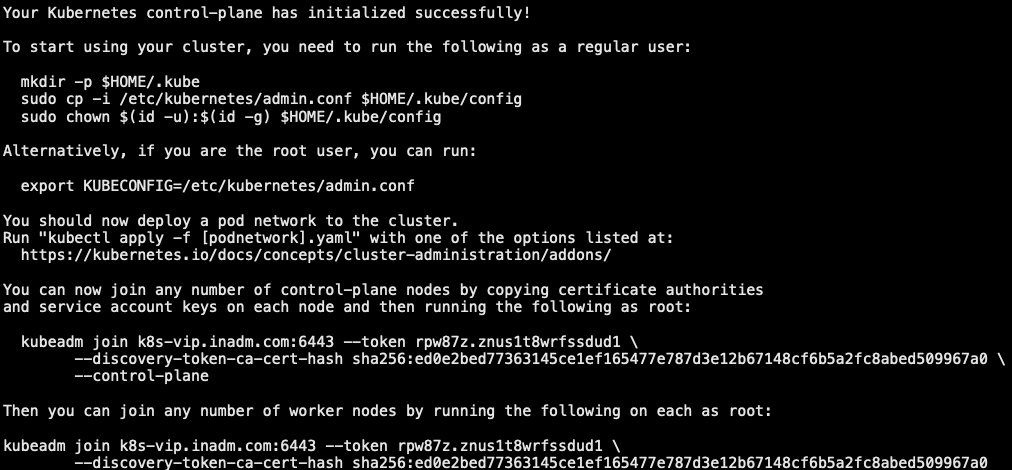 Your Kubernetes control-plane has initialized successfully!
To start using your cluster, you need to run the following as a regular user:
mkdir -p $HOME/.kube
sudo cp -i /etc/kubernetes/admin.conf $HOME/.kube/config
sudo chown $(id -u):$(id -g) $HOME/.kube/config
Alternatively, if you are the root user, you can run:
export KUBECONFIG=/etc/kubernetes/admin.conf
You should now deploy a pod network to the cluster.
Run "kubectl apply -f [podnetwork].yaml" with one of the options listed at:
https://kubernetes.io/docs/concepts/cluster-administration/addons/
You can now join any number of control-plane nodes by copying certificate authorities
and service account keys on each node and then running the following as root:
kubeadm join k8s-vip.inadm.com:6443 --token rpw87z.znus1t8wrfssdud1 \
--discovery-token-ca-cert-hash sha256:ed0e2bed77363145ce1ef165477e787d3e12b67148cf6b5a2fc8abed509967a0 \
--control-plane
Then you can join any number of worker nodes by running the following on each as root:
kubeadm join k8s-vip.inadm.com:6443 --token rpw87z.znus1t8wrfssdud1 \
--discovery-token-ca-cert-hash sha256:ed0e2bed77363145ce1ef165477e787d3e12b67148cf6b5a2fc8abed509967a0